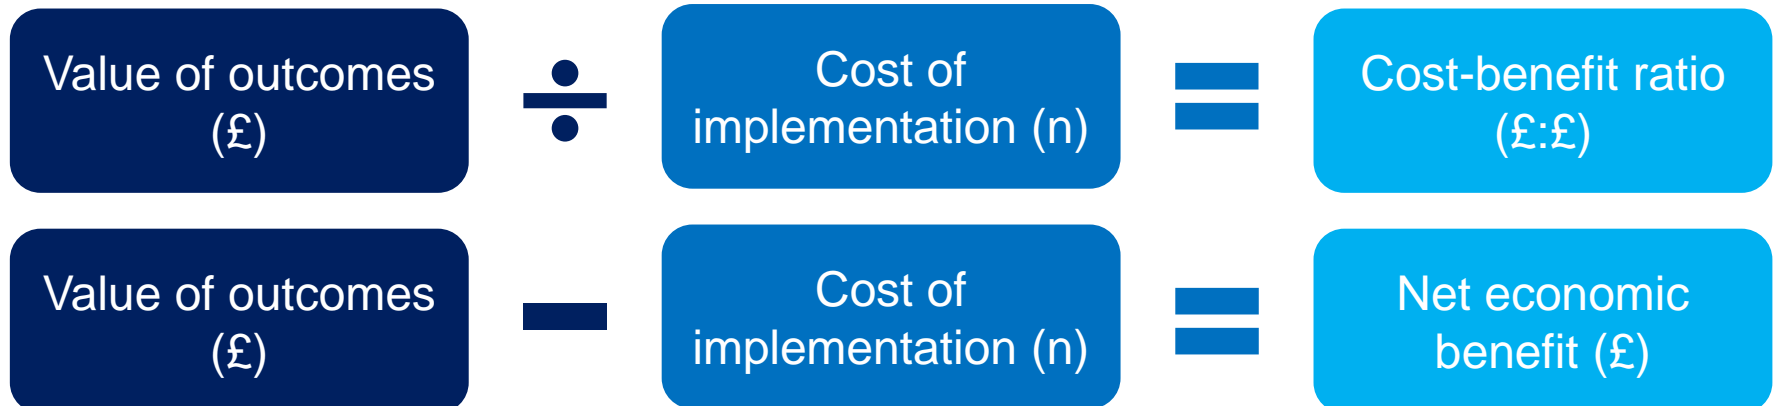 Value of outcomes
(£)
÷
Cost of
implementation (n)
=
Cost-benefit ratio
(£:£)
Value of outcomes
(£)
-
Cost of
implementation (n)
=
Net economic
benefit (£)